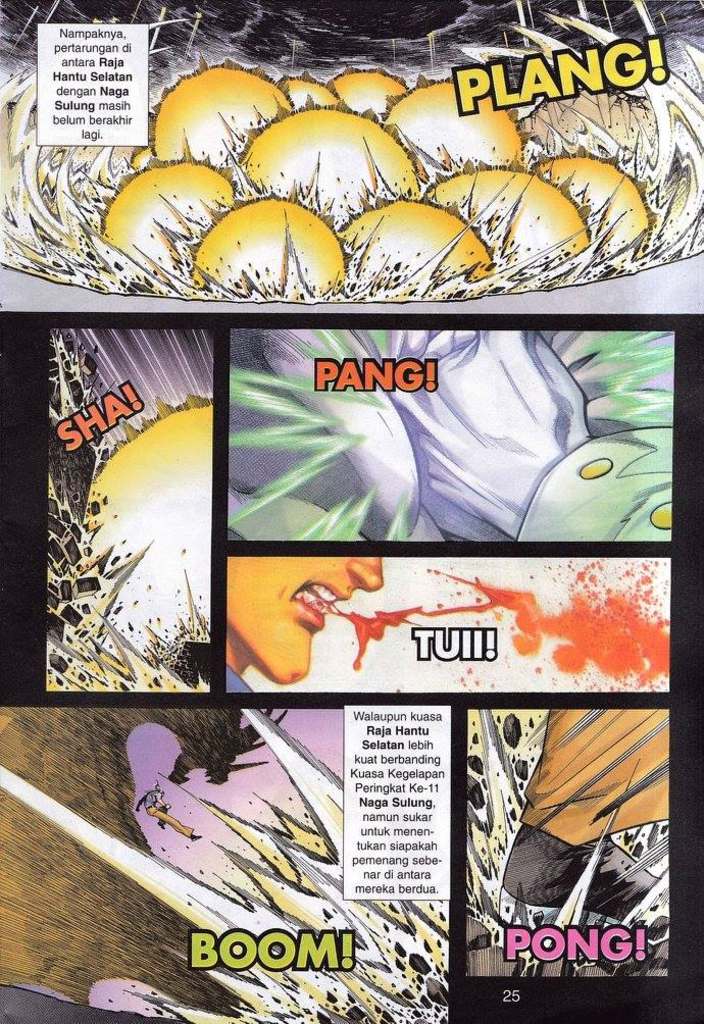 Nampaknya,
pertarungan di
antara Raja
Hantu Selatan
dengan Naga
Sulung masih
belum berakhir
lagi.
PLANG!
SHA!
PANG!
TUII!
BOOM!
Walaupun kuasa
Raja Hantu
Selatan lebih
kuat berbanding
Kuasa Kegelapan
Peringkat Ke-11
Naga Sulung,
namun sukar
untuk menen-
tukan siapakah
pemenang sebe-
nar di antara
mereka berdua.
PONG!
25